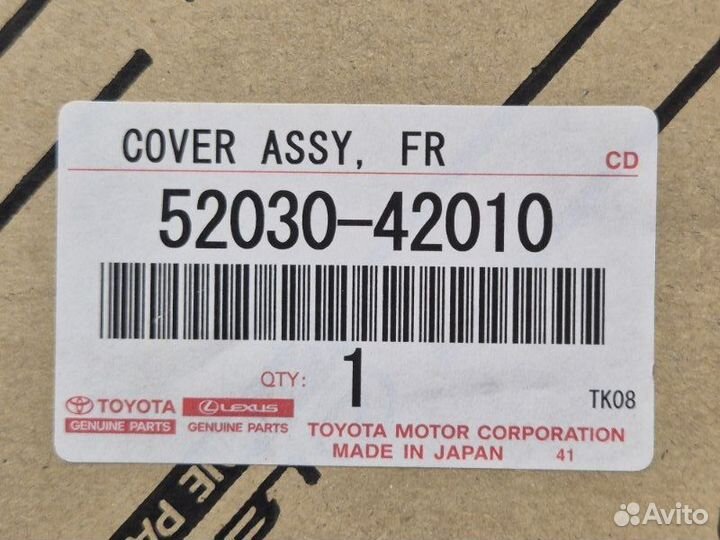 COVER ASSY, FR
CD
52030-42010
QTY: 1
TK08
TOYOTA
GENUINE PARTS
LEXUS
GENUINE PARTS
TOYOTA MOTOR CORPORATION
MADE IN JAPAN 41
Avito